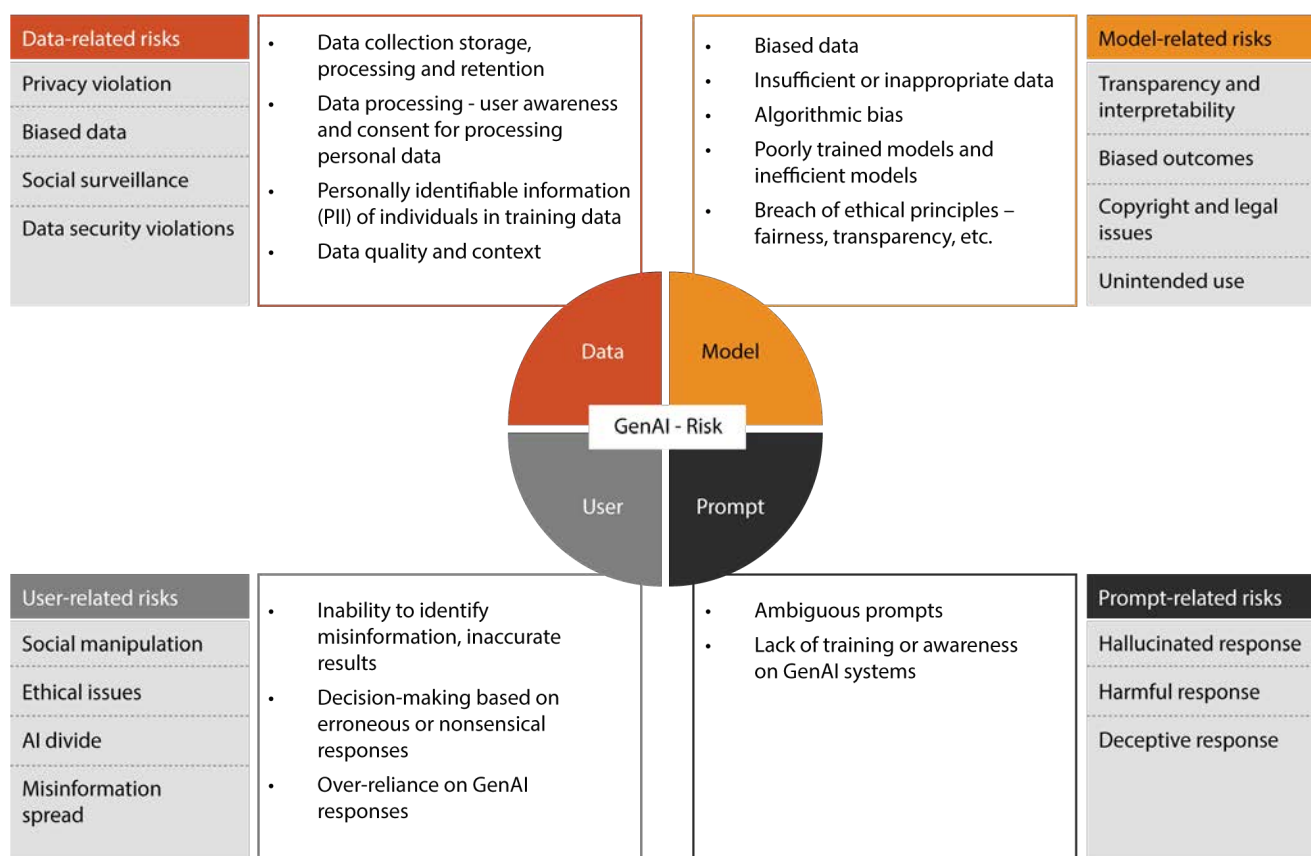 Data-related risks
Privacy violation
Biased data
Social surveillance
Data security violations
• Data collection storage,
processing and retention
• Data processing - user awareness
and consent for processing
personal data
• Personally identifiable information
(PII) of individuals in training data
• Data quality and context
• Biased data
• Insufficient or inappropriate data
• Algorithmic bias
• Poorly trained models and
inefficient models
• Breach of ethical principles –
fairness, transparency, etc.
Model-related risks
Transparency and
interpretability
Biased outcomes
Copyright and legal
issues
Unintended use
Data
Model
GenAI - Risk
User
Prompt
User-related risks
Social manipulation
Ethical issues
AI divide
Misinformation
spread
• Inability to identify
misinformation, inaccurate
results
• Decision-making based on
erroneous or nonsensical
responses
• Over-reliance on GenAI
responses
• Ambiguous prompts
• Lack of training or awareness
on GenAI systems
Prompt-related risks
Hallucinated response
Harmful response
Deceptive response